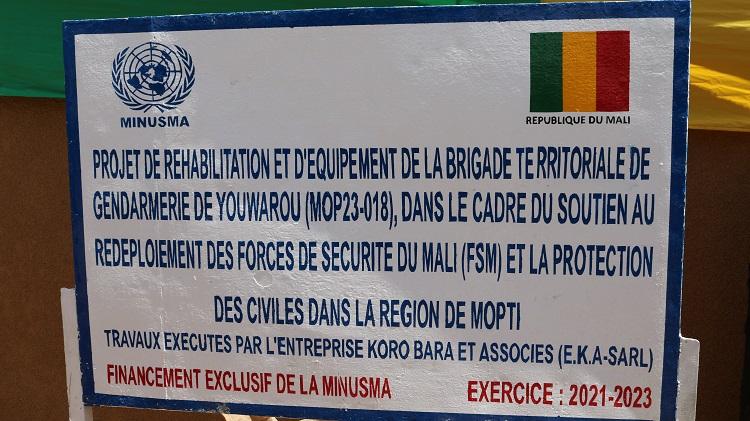 MINUSMA
REPUBLIQUE DU MALI
PROJET DE REHABILITATION ET D'EQUIPEMENT DE LA BRIGADE TERRITORIALE DE
GENDARMERIE DE YOUWAROU (MOP23-018), DANS LE CADRE DU SOUTIEN AU
REDEPLOIEMENT DES FORCES DE SECURITE DU MALI (FSM) ET LA PROTECTION
DES CIVILES DANS LA REGION DE MOPTI
TRAVAUX EXECUTES PAR L'ENTREPRISE KORO BARA ET ASSOCIES (E.K.A-SARL)
FINANCEMENT EXCLUSIF DE LA MINUSMA EXERCICE : 2021-2023